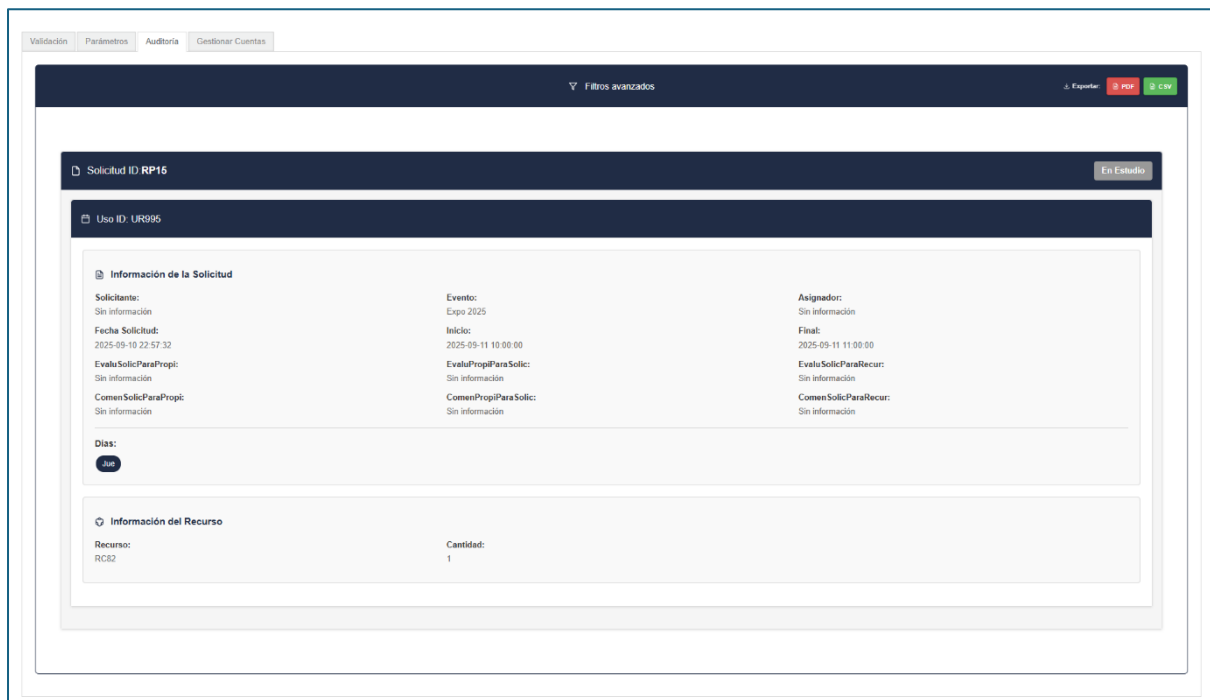 Validación Parámetros Auditoría Gestionar Cuentas
Filtros avanzados
Exportar: PDF CSV
Solicitud ID:RP15 En Estudio
Uso ID: UR995
Información de la Solicitud
Solicitante: Evento: Asignador:
Sin información Expo 2025 Sin información
Fecha Solicitud: Inicio: Final:
2025-09-10 22:57:32 2025-09-11 10:00:00 2025-09-11 11:00:00
EvaluSolicParaPropi: EvaluPropiParaSolic: EvaluSolicParaRecur:
Sin información Sin información Sin información
ComenSolicParaPropi: ComenPropiParaSolic: ComenSolicParaRecur:
Sin información Sin información Sin información
Días:
Jue
Información del Recurso
Recurso: Cantidad:
RC82 1